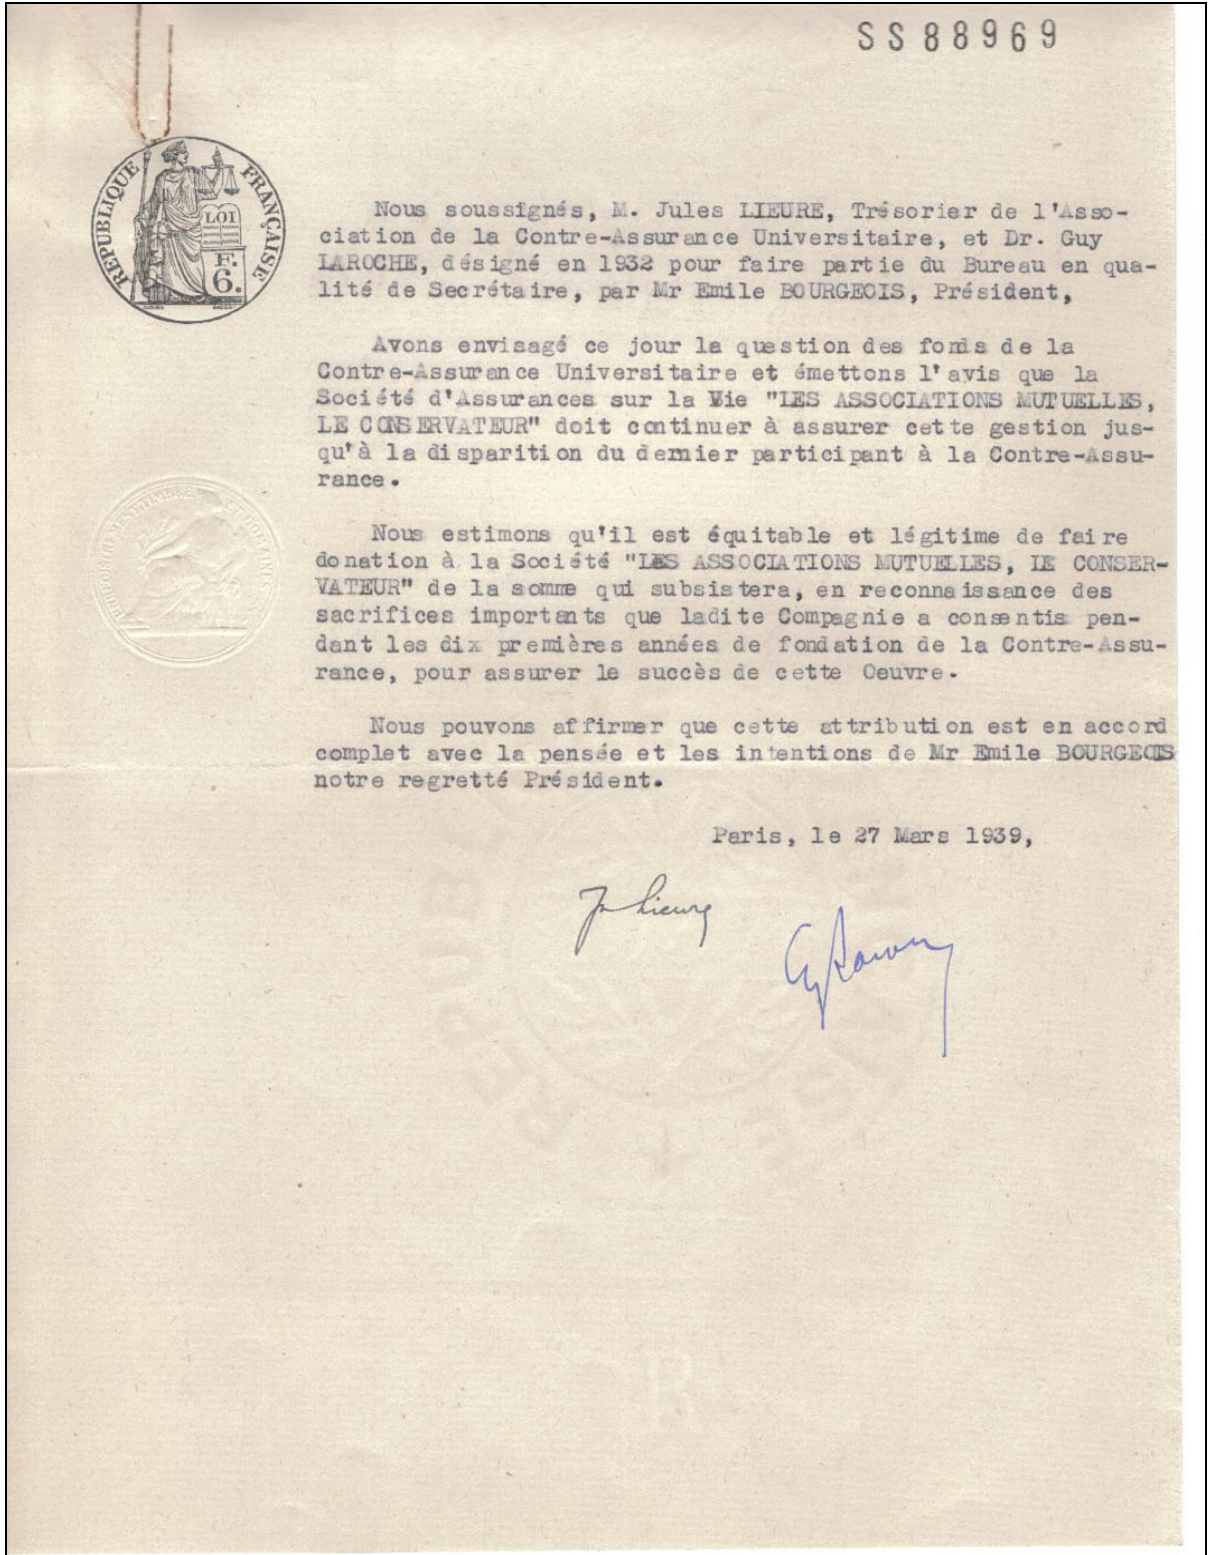 SS88969
RÉPUBLIQUE FRANÇAISE
LOI
F.
6.
Nous soussignés, M. Jules LIEURE, Trésorier de l'Asso-
ciation de la Contre-Assurance Universitaire, et Dr. Guy
LAROCHE, désigné en 1932 pour faire partie du Bureau en qua-
lité de Secrétaire, par Mr Emile BOURGEOIS, Président,
Avons envisagé ce jour la question des fonds de la
Contre-Assurance Universitaire et émettons l'avis que la
Société d'Assurances sur la Vie "LES ASSOCIATIONS MUTUELLES,
LE CONSERVATEUR" doit continuer à assurer cette gestion jus-
qu'à la disparition du dernier participant à la Contre-Assu-
rance.
Nous estimons qu'il est équitable et légitime de faire
donation à la Société "LES ASSOCIATIONS MUTUELLES, LE CONSER-
VATEUR" de la somme qui subsistera, en reconnaissance des
sacrifices importants que ladite Compagnie a consentis pen-
dant les dix premières années de fondation de la Contre-Assu-
rance, pour assurer le succès de cette Oeuvre.
Nous pouvons affirmer que cette attribution est en accord
complet avec la pensée et les intentions de Mr Emile BOURGEOIS
notre regretté Président.
Paris, le 27 Mars 1939,